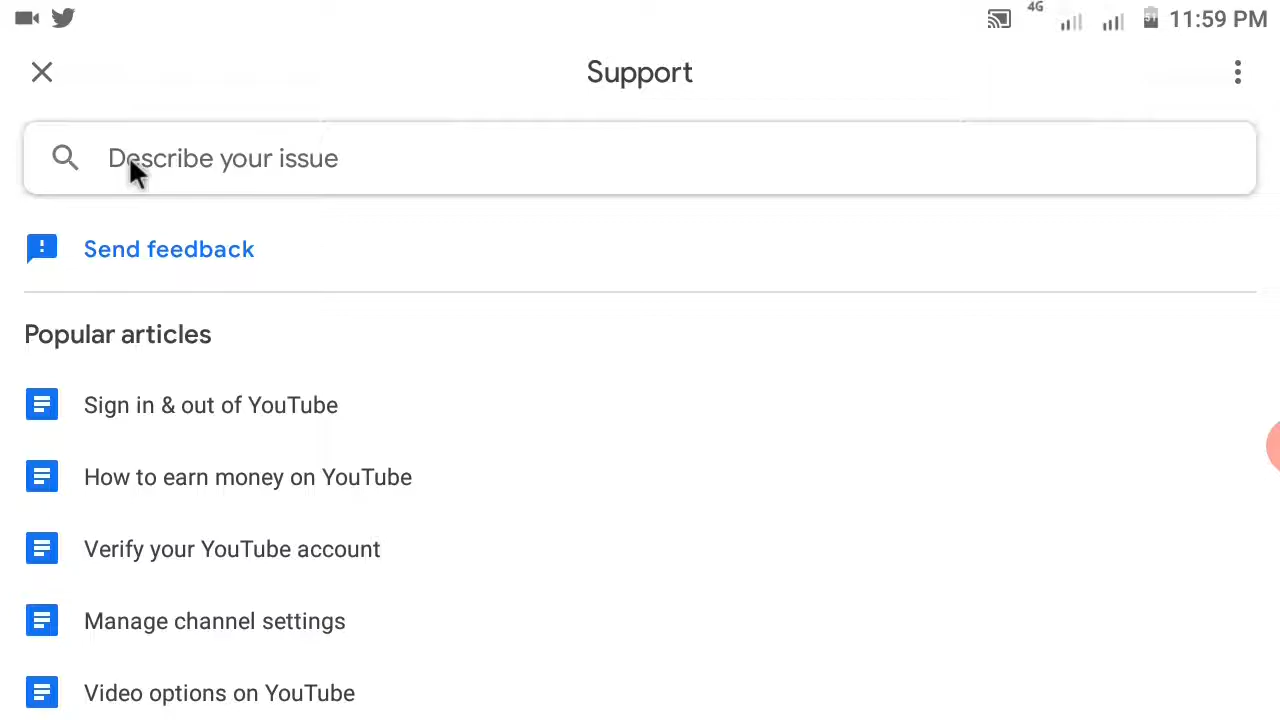 4G 11:59 PM
Support
Describe your issue
Send feedback
Popular articles
Sign in & out of YouTube
How to earn money on YouTube
Verify your YouTube account
Manage channel settings
Video options on YouTube